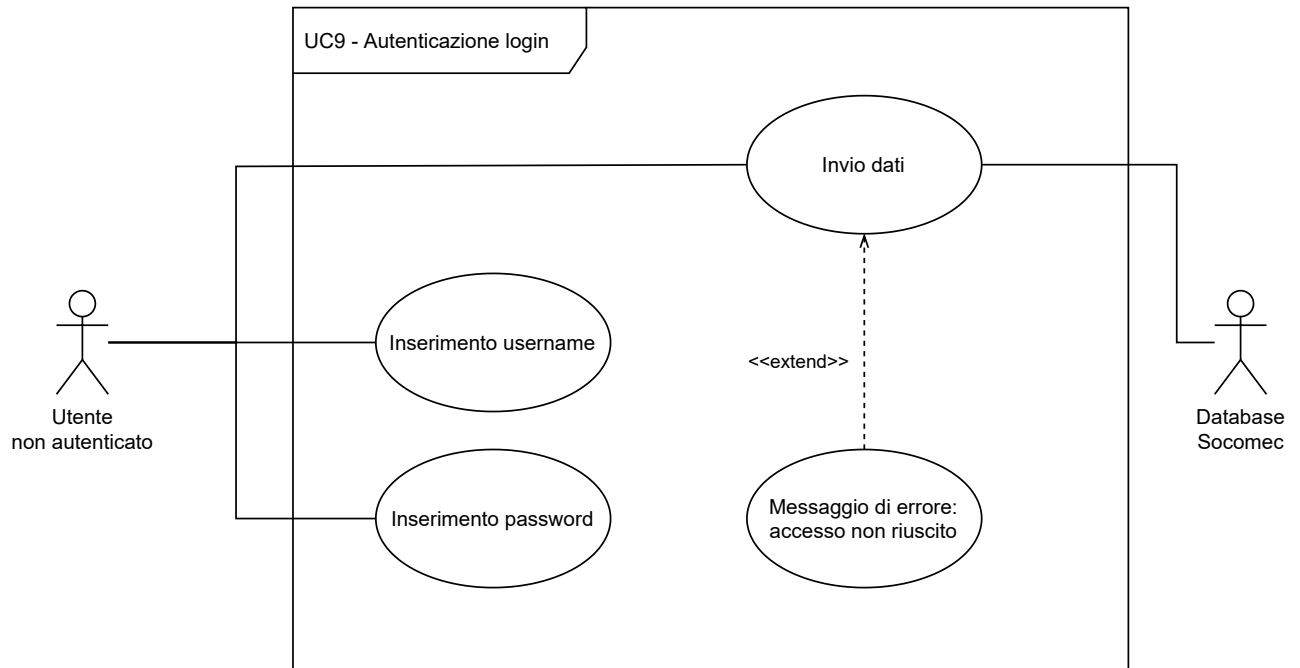 UC9 - Autenticazione login
Invio dati
Inserimento username
<<extend>>
Utente
non autenticato
Database
Socomec
Inserimento password
Messaggio di errore:
accesso non riuscito